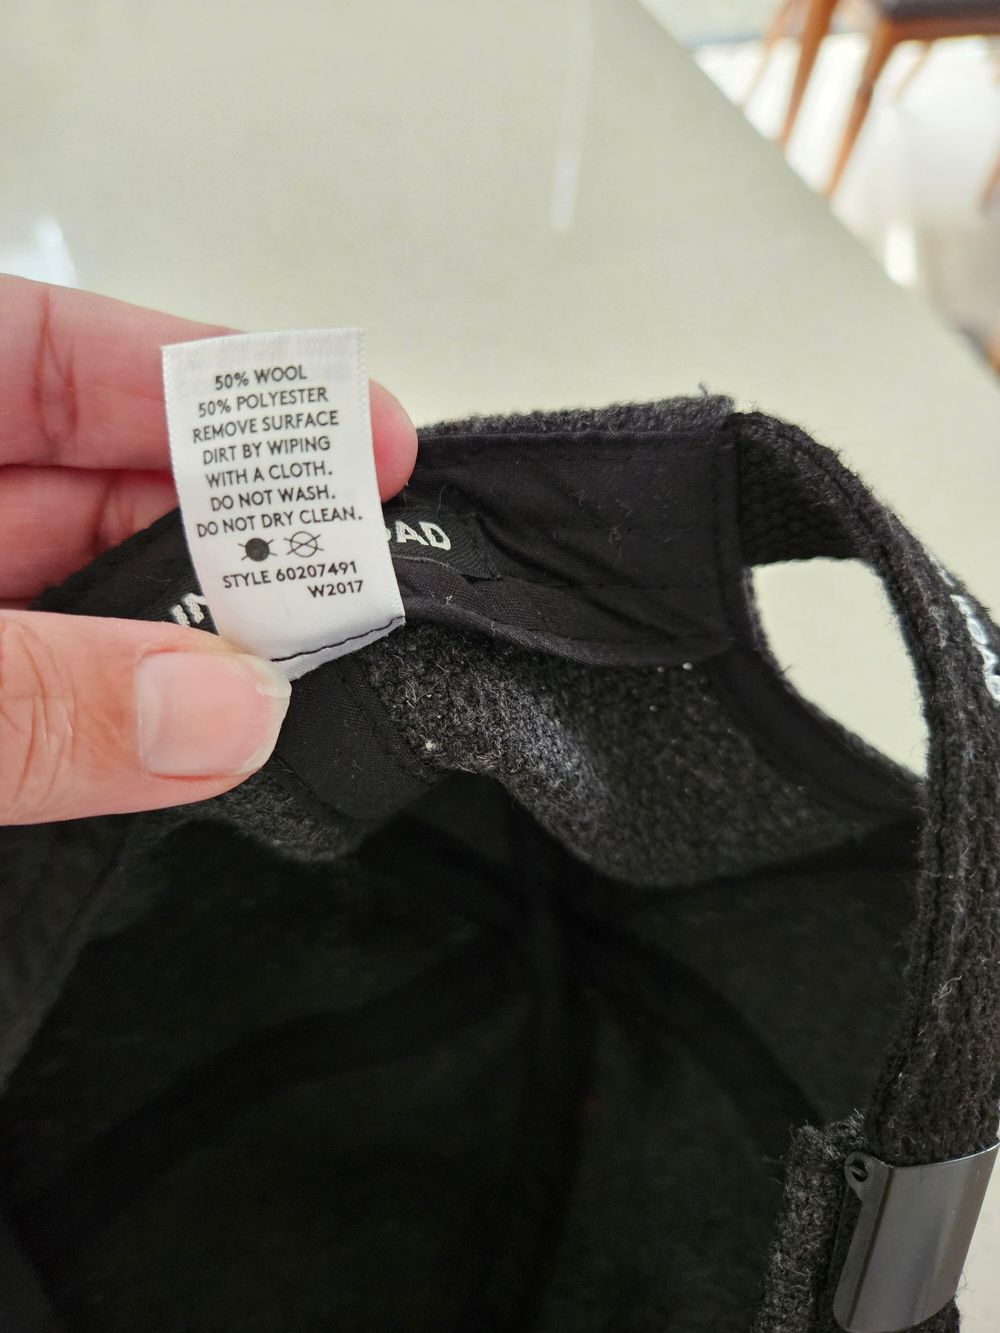 50% WOOL
50% POLYESTER
REMOVE SURFACE
DIRT BY WIPING
WITH A CLOTH.
DO NOT WASH.
DO NOT DRY CLEAN.
STYLE 60207491
W2017